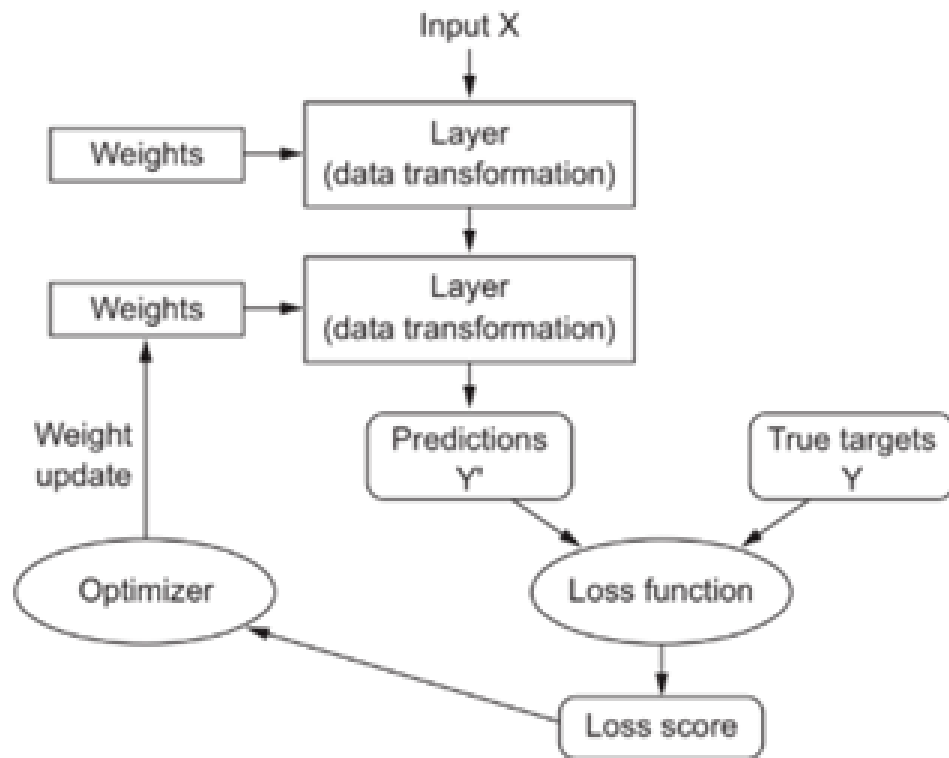 Input X
Layer
(data transformation)
Weights
Layer
(data transformation)
Weights
Weight
update
Predictions
Y'
True targets
Y
Optimizer
Loss function
Loss score